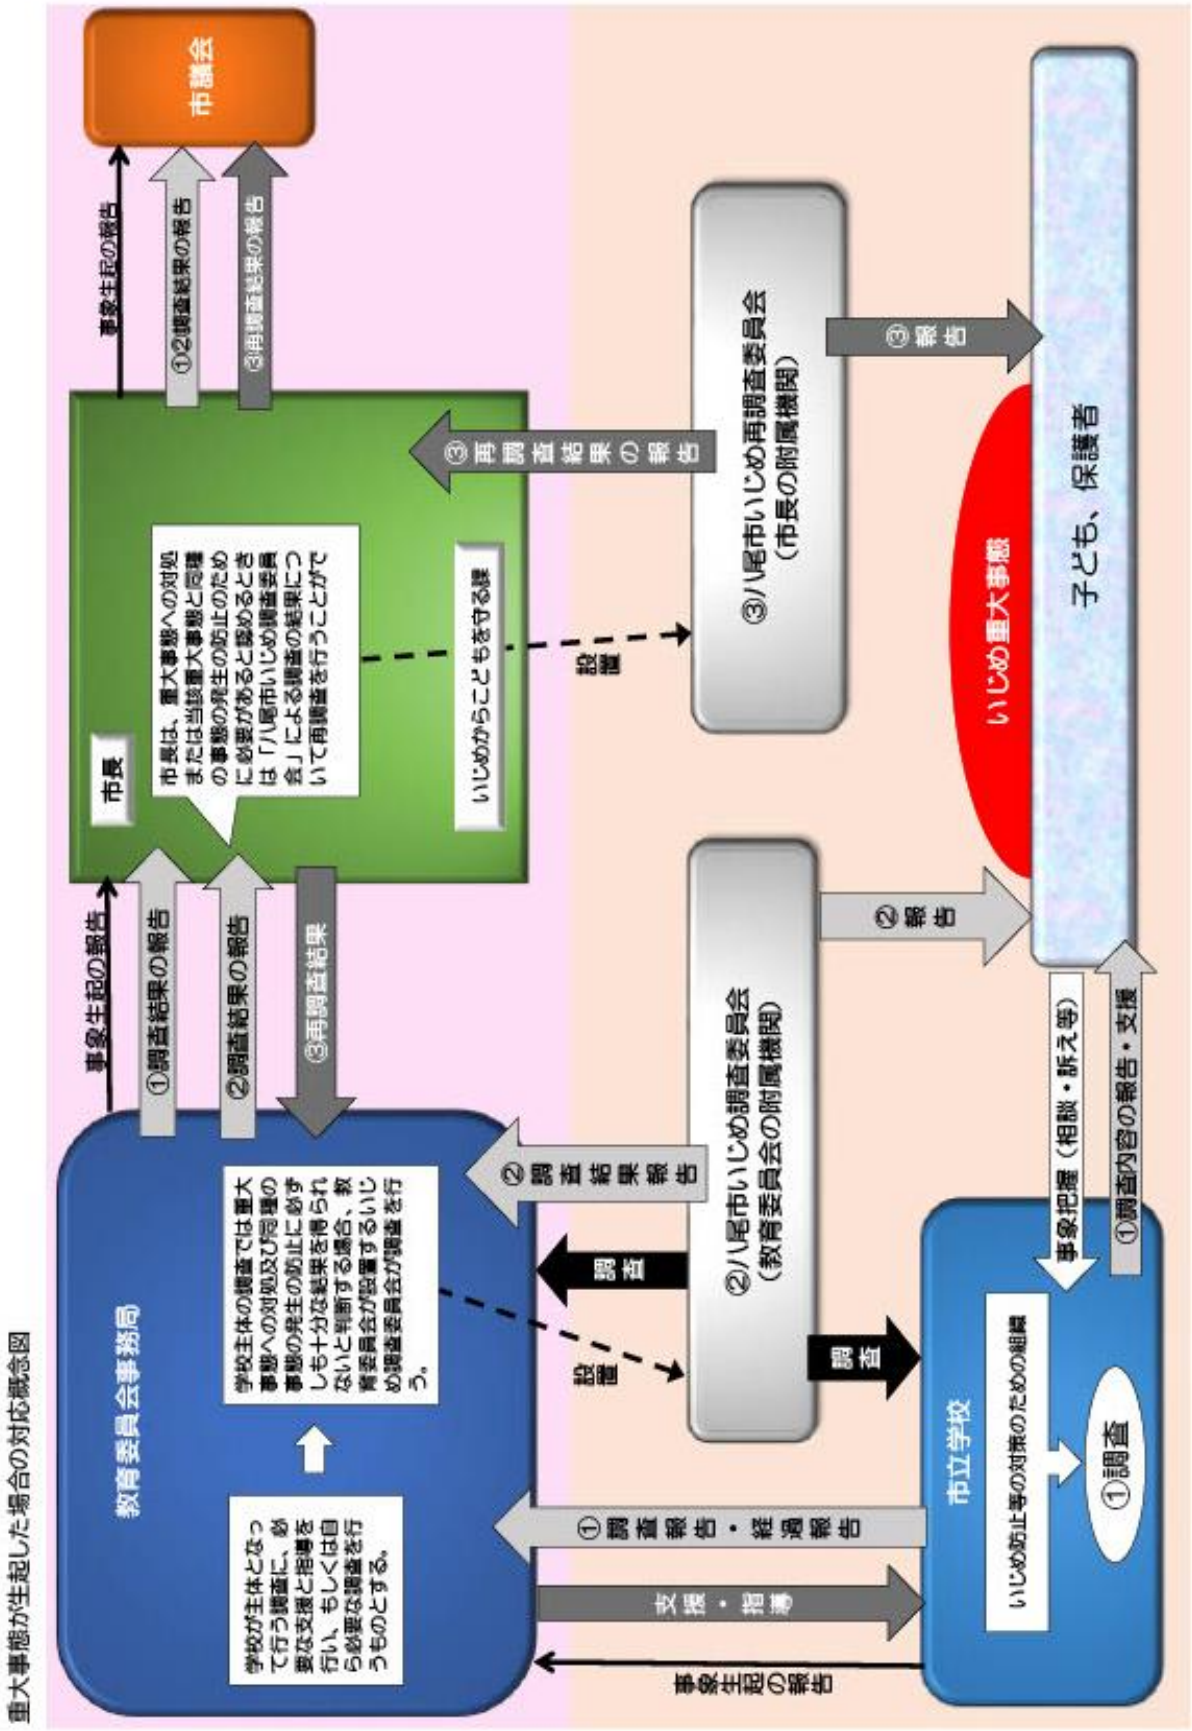 重大事態が生起した場合の対応概念図
教育委員会事務局
学校が主体となっ
て行う調査に、必
要な支援と指導を
行い、もしくは自
ら必要な調査を行
うものとする。
学校主体の調査では重大
事態への対処及び同種の
事態の発生の防止に必ず
しも十分な結果を得られ
ないと判断する場合、教
育委員会が設置するいじ
め調査委員会が調査を行
う。
事象生起の報告
①調査結果の報告
②調査結果の報告
③再調査結果
市長
市長は、重大事態への対処
または当該重大事態と同種
の事態の発生の防止のため
に必要があると認めるとき
は「八尾市いじめ調査委員
会」による調査の結果につ
いて再調査を行うことがで
いじめからこどもを守る課
事象生起の報告
①②調査結果の報告
③再調査結果の報告
市議会
事象生起の報告
支援・指導
①調査報告・経過報告
設置
調査
②調査結果報告
設置
③再調査結果の報告
②八尾市いじめ調査委員会
（教育委員会の附属機関）
③八尾市いじめ再調査委員会
（市長の附属機関）
調査
②報告
③報告
市立学校
いじめ防止等の対策のための組織
①調査
事象把握（相談・訴え等）
①調査内容の報告・支援
いじめ重大事態
子ども、保護者